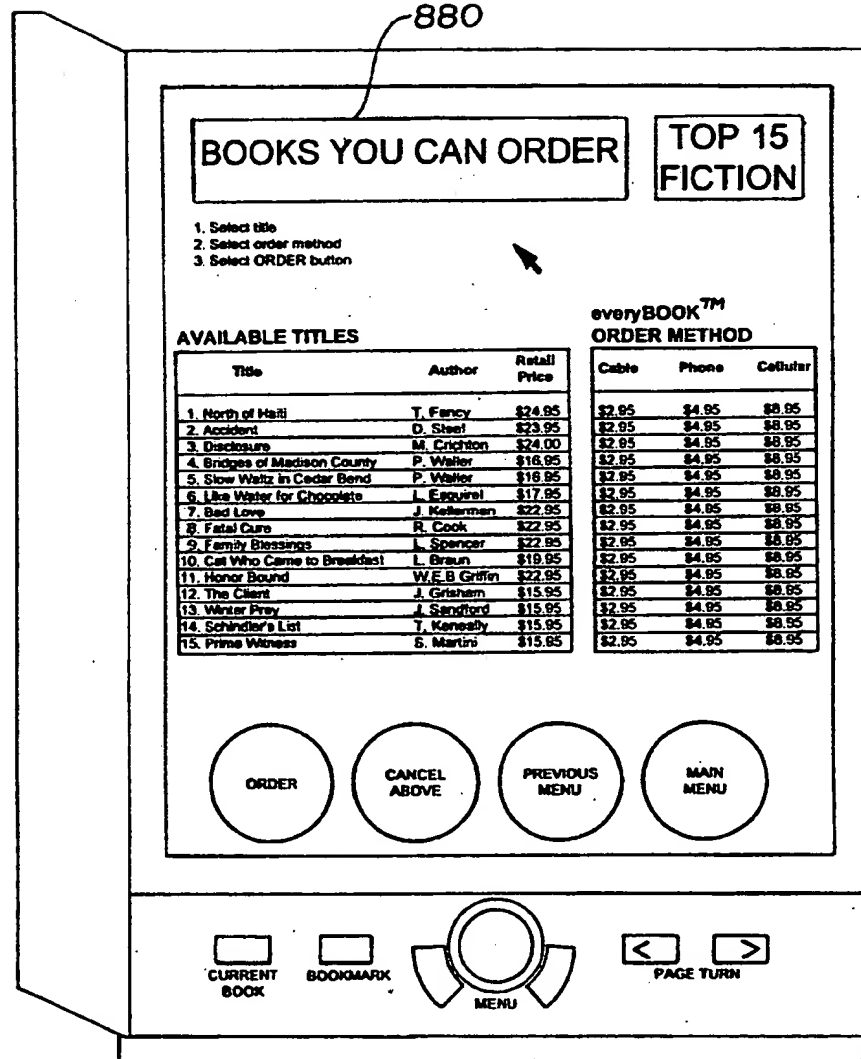 880
BOOKS YOU CAN ORDER
TOP 15
FICTION
1. Select title
2. Select order method
3. Select ORDER button
everyBOOK™
AVAILABLE TITLES
ORDER METHOD
Title Author Retail Price Cable Phone Cellular
1. North of Haiti T. Fancy $24.95 $2.95 $4.95 $8.95
2. Accident D. Steel $23.95 $2.95 $4.95 $8.95
3. Disclosure M. Crichton $24.00 $2.95 $4.95 $8.95
4. Bridges of Madison County P. Waller $16.95 $2.95 $4.95 $8.95
5. Slow Waltz in Cedar Bend P. Waller $16.95 $2.95 $4.95 $8.95
6. Like Water for Chocolate L. Esquirel $17.95 $2.95 $4.95 $8.95
7. Bad Love J. Kellerman $22.95 $2.95 $4.95 $8.95
8. Fatal Cure R. Cook $22.95 $2.95 $4.95 $8.95
9. Family Blessings L. Spencer $22.95 $2.95 $4.95 $8.95
10. Cat Who Came to Breakfast L. Braun $19.95 $2.95 $4.95 $8.95
11. Honor Bound W.E.B Griffin $22.95 $2.95 $4.95 $8.95
12. The Client J. Grisham $15.95 $2.95 $4.95 $8.95
13. Winter Prey J. Sandford $15.95 $2.95 $4.95 $8.95
14. Schindler's List T. Keneally $15.95 $2.95 $4.95 $8.95
15. Prime Witness S. Martini $15.95 $2.95 $4.95 $8.95
ORDER
CANCEL
ABOVE
PREVIOUS
MENU
MAIN
MENU
< >
CURRENT
BOOK
BOOKMARK
MENU
PAGE TURN